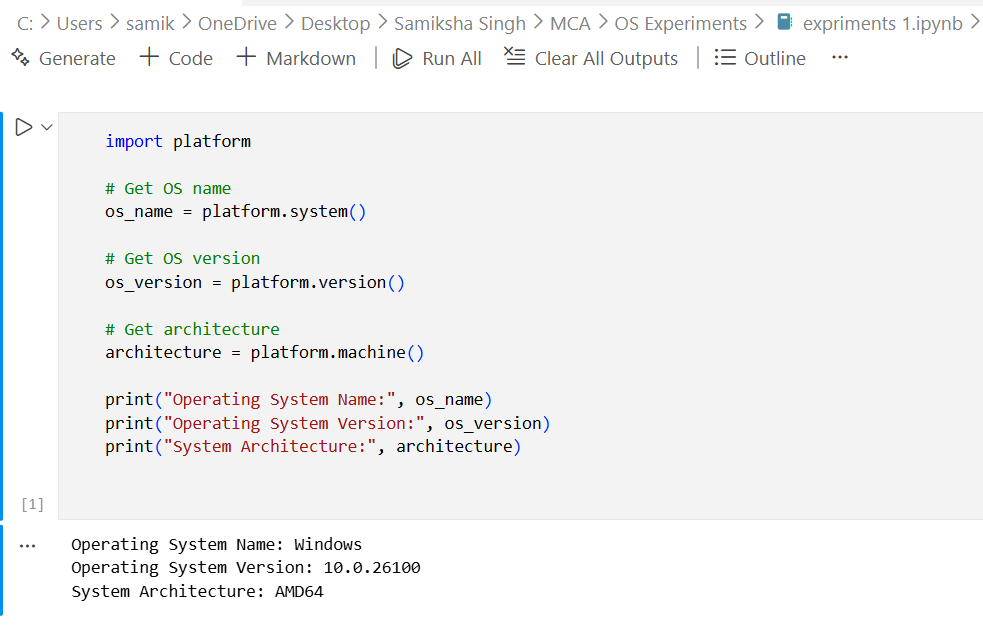 C: > Users > samik > OneDrive > Desktop > Samiksha Singh > MCA > OS Experiments > expriments 1.ipynb >
Generate + Code + Markdown | Run All Clear All Outputs | Outline ...
import platform
# Get OS name
os_name = platform.system()
# Get OS version
os_version = platform.version()
# Get architecture
architecture = platform.machine()
print("Operating System Name:", os_name)
print("Operating System Version:", os_version)
print("System Architecture:", architecture)
[1]
... Operating System Name: Windows
Operating System Version: 10.0.26100
System Architecture: AMD64